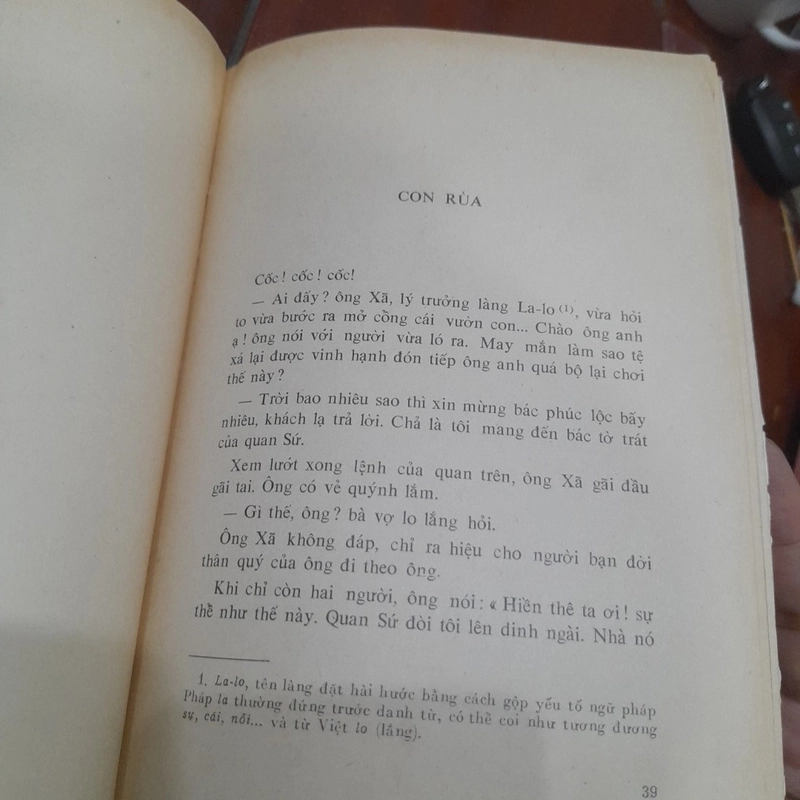 CON RÙA
Cốc! cốc! cốc!
— Ai đấy? ông Xã, lý trưởng làng La-lo (1), vừa hỏi
to vừa bước ra mở cồng cái vườn con... Chào ông anh
ạ! ông nói với người vừa ló ra. May mắn làm sao tệ
xá lại được vinh hạnh đón tiếp ông anh quá bộ lại chơi
thế này?
— Trời bao nhiêu sao thì xin mừng bác phúc lộc bấy
nhiêu, khách lạ trả lời. Chả là tôi mang đến bác tờ trát
của quan Sứ.
Xem lướt xong lệnh của quan trên, ông Xã gãi đầu
gãi tai. Ông có vẻ quýnh lắm.
— Gì thế, ông? bà vợ lo lắng hỏi.
Ông Xã không đáp, chỉ ra hiệu cho người bạn đời
thân quý của ông đi theo ông.
Khi chỉ còn hai người, ông nói: « Hiền thê ta ơi! sự
thề như thế này. Quan Sứ đòi tôi lên dinh ngài. Nhà nó
1. La-lo, tên làng đặt hài hước bằng cách gộp yếu tố ngữ pháp
Pháp la thường đứng trước danh từ, có thề coi như tương đương
sự, cái, nỗi... và từ Việt lo (lắng).
39